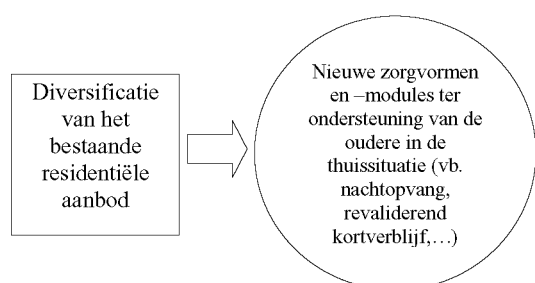 Diversificatie
van het
bestaande
residentiële
aanbod
Nieuwe zorgvormen
en –modules ter
ondersteuning van de
oudere in de
thuissituatie (vb.
nachtopvang,
revaliderend
kortverblijf,…)